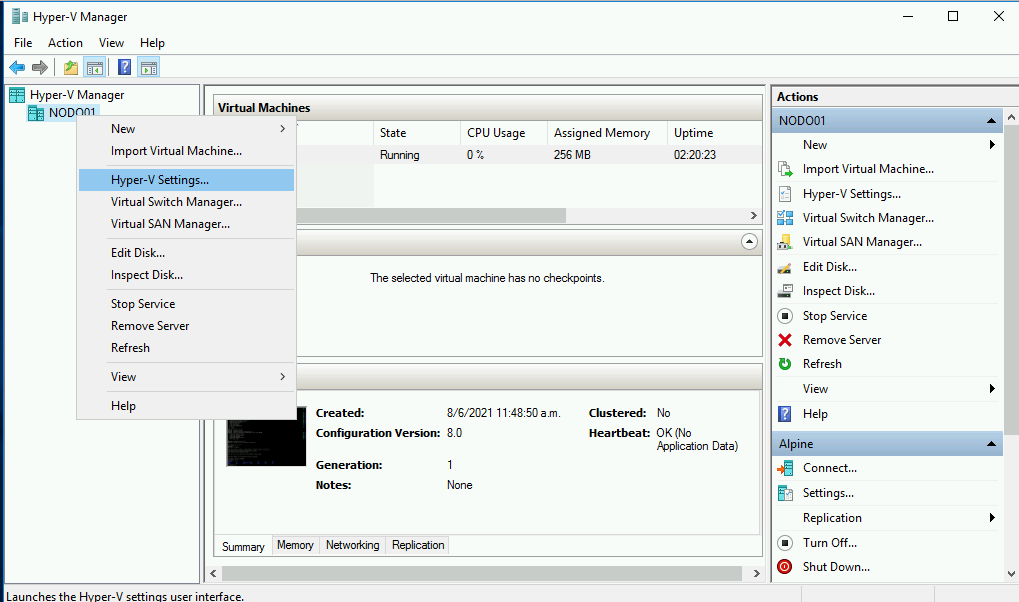 Hyper-V Manager
File Action View Help
Hyper-V Manager
NODO01
New
Import Virtual Machine...
Hyper-V Settings...
Virtual Switch Manager...
Virtual SAN Manager...
Edit Disk...
Inspect Disk...
Stop Service
Remove Server
Refresh
View
Help
Virtual Machines
State CPU Usage Assigned Memory Uptime
Running 0 % 256 MB 02:20:23
The selected virtual machine has no checkpoints.
Created: 8/6/2021 11:48:50 a.m. Clustered: No
Configuration Version: 8.0 Heartbeat: OK (No
Application Data)
Generation: 1
Notes: None
Summary Memory Networking Replication
Actions
NODO01
New
Import Virtual Machine...
Hyper-V Settings...
Virtual Switch Manager...
Virtual SAN Manager...
Edit Disk...
Inspect Disk...
Stop Service
Remove Server
Refresh
View
Help
Alpine
Connect...
Settings...
Replication
Turn Off...
Shut Down...
Launches the Hyper-V settings user interface.